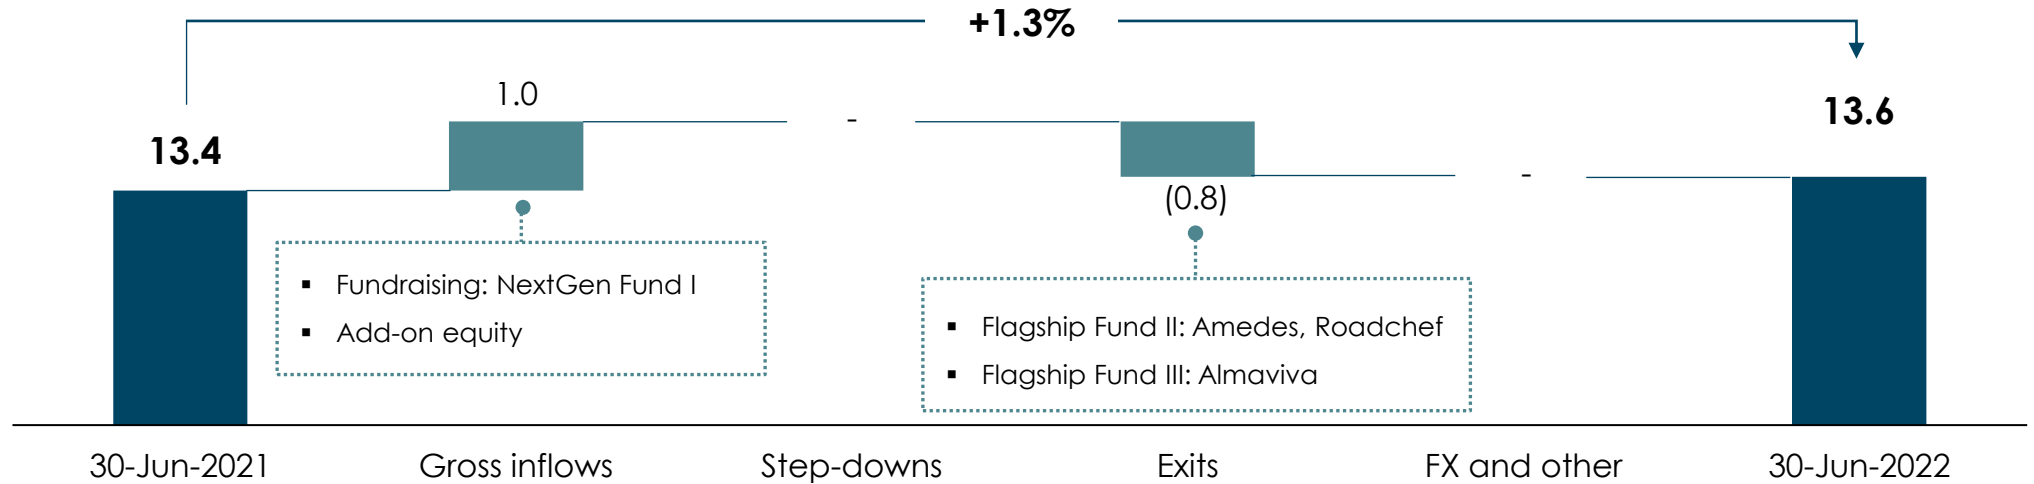 +1.3%
1.0
13.4
-
(0.8)
-
13.6
▪ Fundraising: NextGen Fund I
▪ Add-on equity
▪ Flagship Fund II: Amedes, Roadchef
▪ Flagship Fund III: Almaviva
30-Jun-2021
Gross inflows
Step-downs
Exits
FX and other
30-Jun-2022